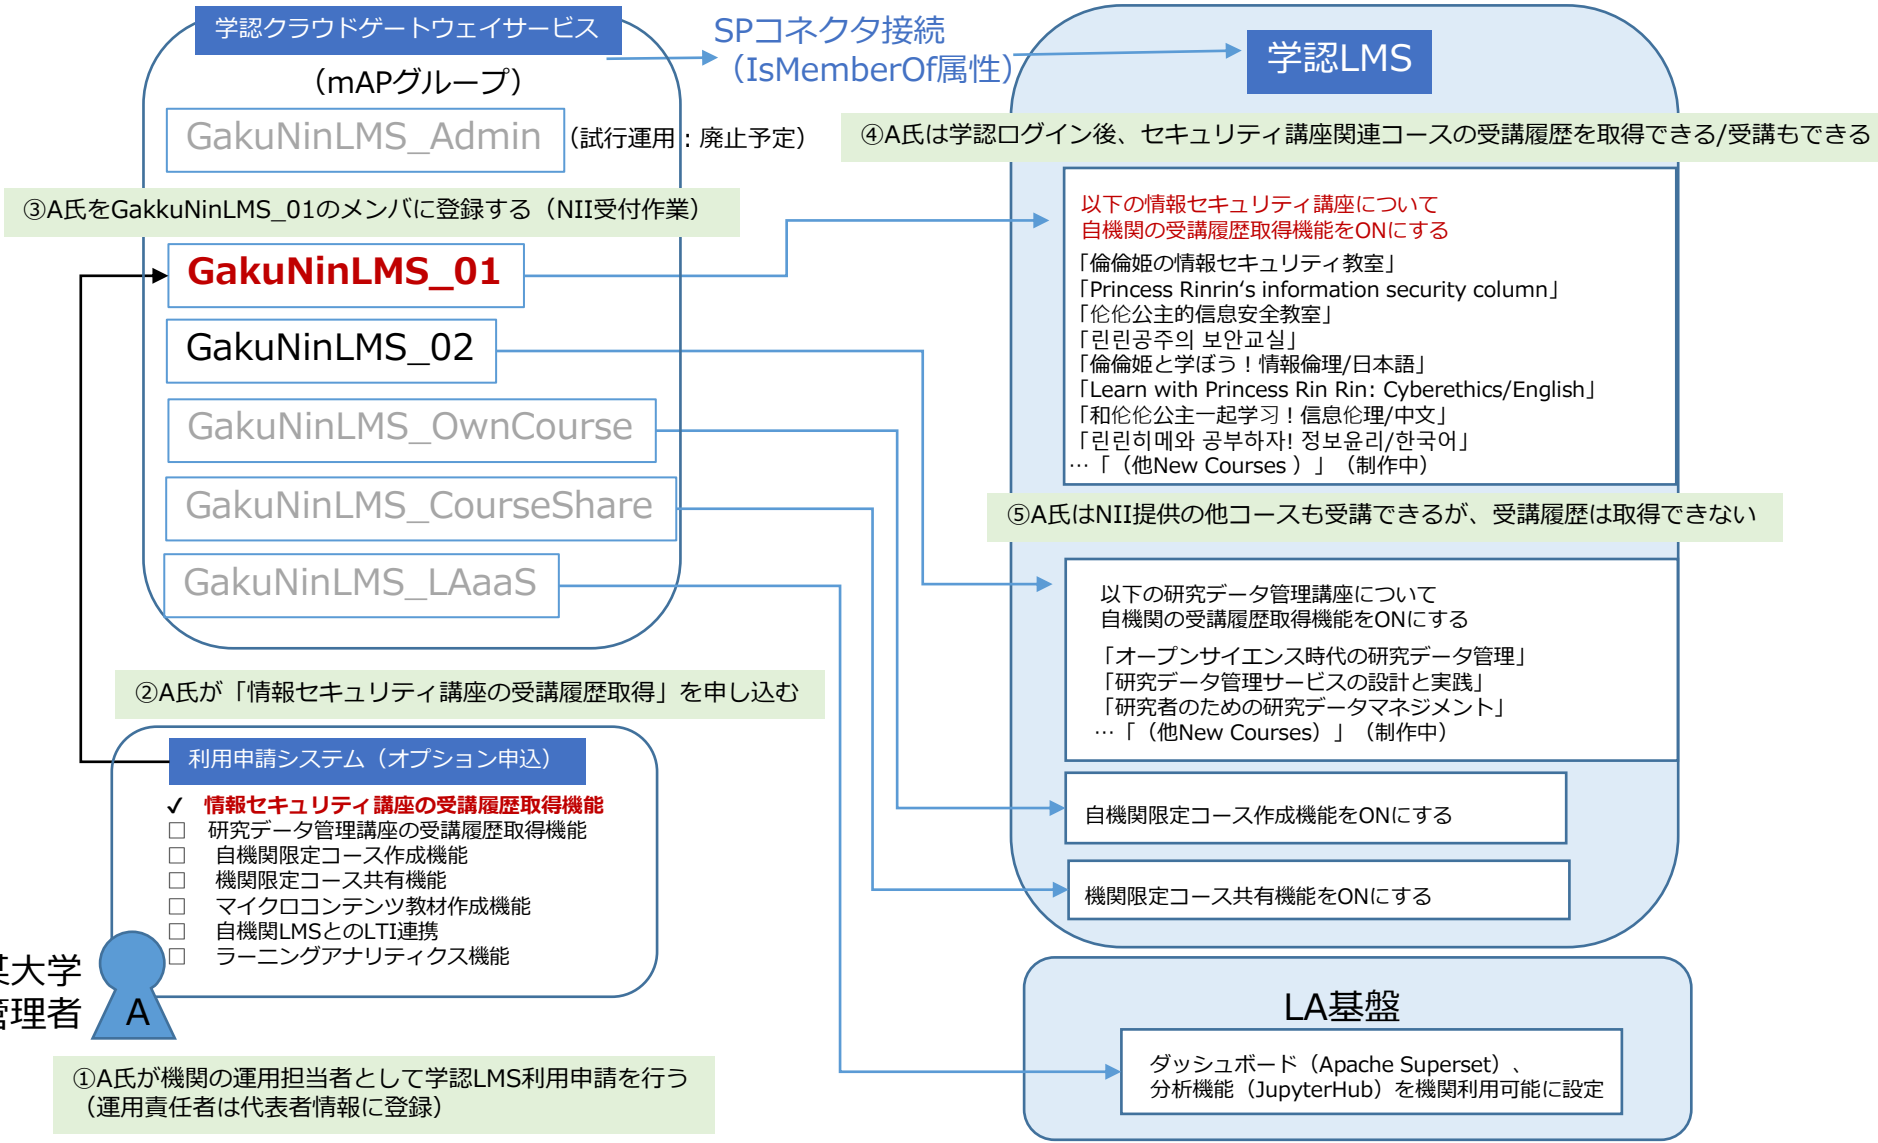 学認クラウドゲートウェイサービス
（mAPグループ）
SPコネクタ接続
（IsMemberOf属性）
学認LMS
GakuNinLMS_Admin
（試行運用：廃止予定）
④A氏は学認ログイン後、セキュリティ講座関連コースの受講履歴を取得できる/受講もできる
③A氏をGakkuNinLMS_01のメンバに登録する（NII受付作業）
GakuNinLMS_01
GakuNinLMS_02
GakuNinLMS_OwnCourse
GakuNinLMS_CourseShare
GakuNinLMS_LAaaS
以下の情報セキュリティ講座について
自機関の受講履歴取得機能をONにする
「倫倫姫の情報セキュリティ教室」
「Princess Rinrin‘s information security column」
「伦伦公主的信息安全教室」
「린린공주의 보안교실」
「倫倫姫と学ぼう！情報倫理/日本語」
「Learn with Princess Rin Rin: Cyberethics/English」
「和伦伦公主一起学习！信息伦理/中文」
「린린히메와 공부하자! 정보윤리/한국어」
…「（他New Courses ）」（制作中）
⑤A氏はNII提供の他コースも受講できるが、受講履歴は取得できない
以下の研究データ管理講座について
自機関の受講履歴取得機能をONにする
「オープンサイエンス時代の研究データ管理」
「研究データ管理サービスの設計と実践」
「研究者のための研究データマネジメント」
…「（他New Courses）」（制作中）
自機関限定コース作成機能をONにする
機関限定コース共有機能をONにする
②A氏が「情報セキュリティ講座の受講履歴取得」を申し込む
利用申請システム（オプション申込）
✓ 情報セキュリティ講座の受講履歴取得機能
□ 研究データ管理講座の受講履歴取得機能
□ 自機関限定コース作成機能
□ 機関限定コース共有機能
□ マイクロコンテンツ教材作成機能
□ 自機関LMSとのLTI連携
□ ラーニングアナリティクス機能
某大学
管理者
A
①A氏が機関の運用担当者として学認LMS利用申請を行う
（運用責任者は代表者情報に登録）
LA基盤
ダッシュボード（Apache Superset）、
分析機能（JupyterHub）を機関利用可能に設定